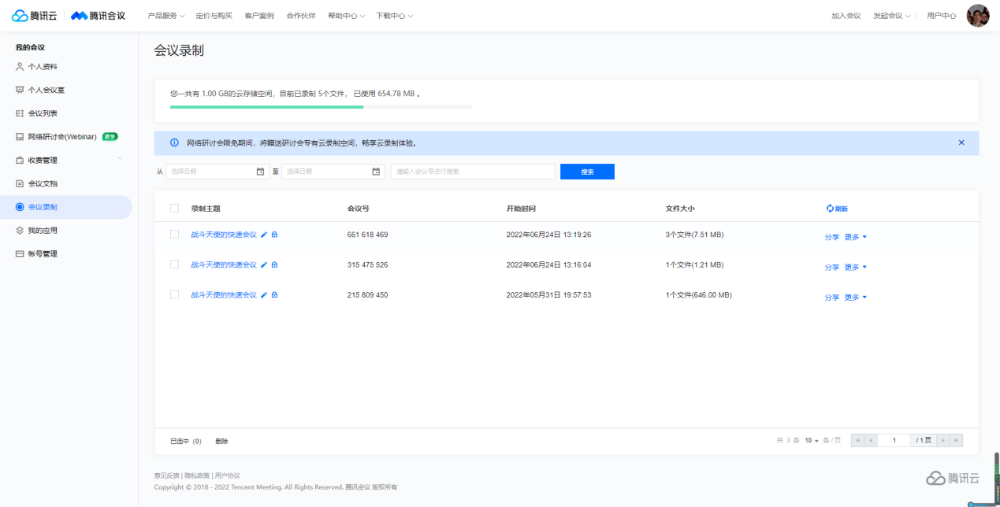 腾讯云 腾讯会议 产品服务 定价与购买 客户案例 合作伙伴 帮助中心 下载中心 加入会议 发起会议 用户中心
我的会议
个人资料
个人会议室
会议列表
网络研讨会(Webinar) 限免
收费管理
会议文档
会议录制
我的应用
帐号管理
会议录制
您一共有 1.00 GB的云存储空间，目前已录制 5个文件， 已使用 654.78 MB 。
网络研讨会限免期间，将赠送研讨会专有云录制空间，畅享云录制体验。
从 选择日期 至 选择日期 请输入会议号进行搜索 搜索
录制主题 会议号 开始时间 文件大小 刷新
战斗天使的快速会议 661 618 469 2022年06月24日 13:19:26 3个文件(7.51 MB) 分享 更多
战斗天使的快速会议 315 475 526 2022年06月24日 13:16:04 1个文件(1.21 MB) 分享 更多
战斗天使的快速会议 215 809 450 2022年05月31日 19:57:53 1个文件(646.00 MB) 分享 更多
已选中（0） 删除 共 3 条 10 条 / 页 1 / 1 页
意见反馈 | 隐私政策 | 用户协议
Copyright © 2018 - 2022 Tencent Meeting. All Rights Reserved. 腾讯会议 版权所有
腾讯云